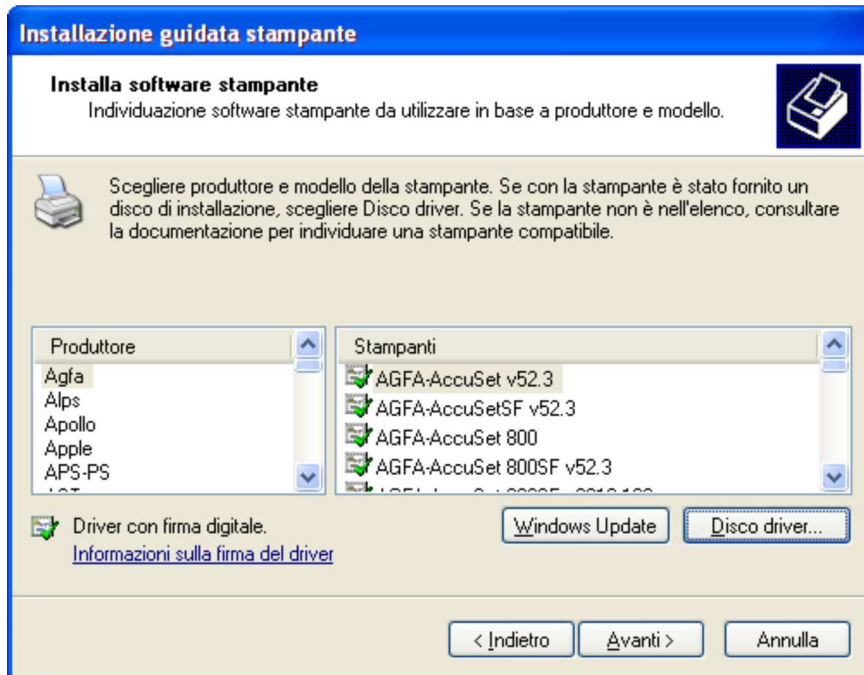 Installazione guidata stampante
Installa software stampante
Individuazione software stampante da utilizzare in base a produttore e modello.
Scegliere produttore e modello della stampante. Se con la stampante è stato fornito un
disco di installazione, scegliere Disco driver. Se la stampante non è nell'elenco, consultare
la documentazione per individuare una stampante compatibile.
Produttore
Agfa
Alps
Apollo
Apple
APS-PS
Stampanti
AGFA-AccuSet v52.3
AGFA-AccuSetSF v52.3
AGFA-AccuSet 800
AGFA-AccuSet 800SF v52.3
Driver con firma digitale.
Informazioni sulla firma del driver
Windows Update
Disco driver...
< Indietro
Avanti >
Annulla